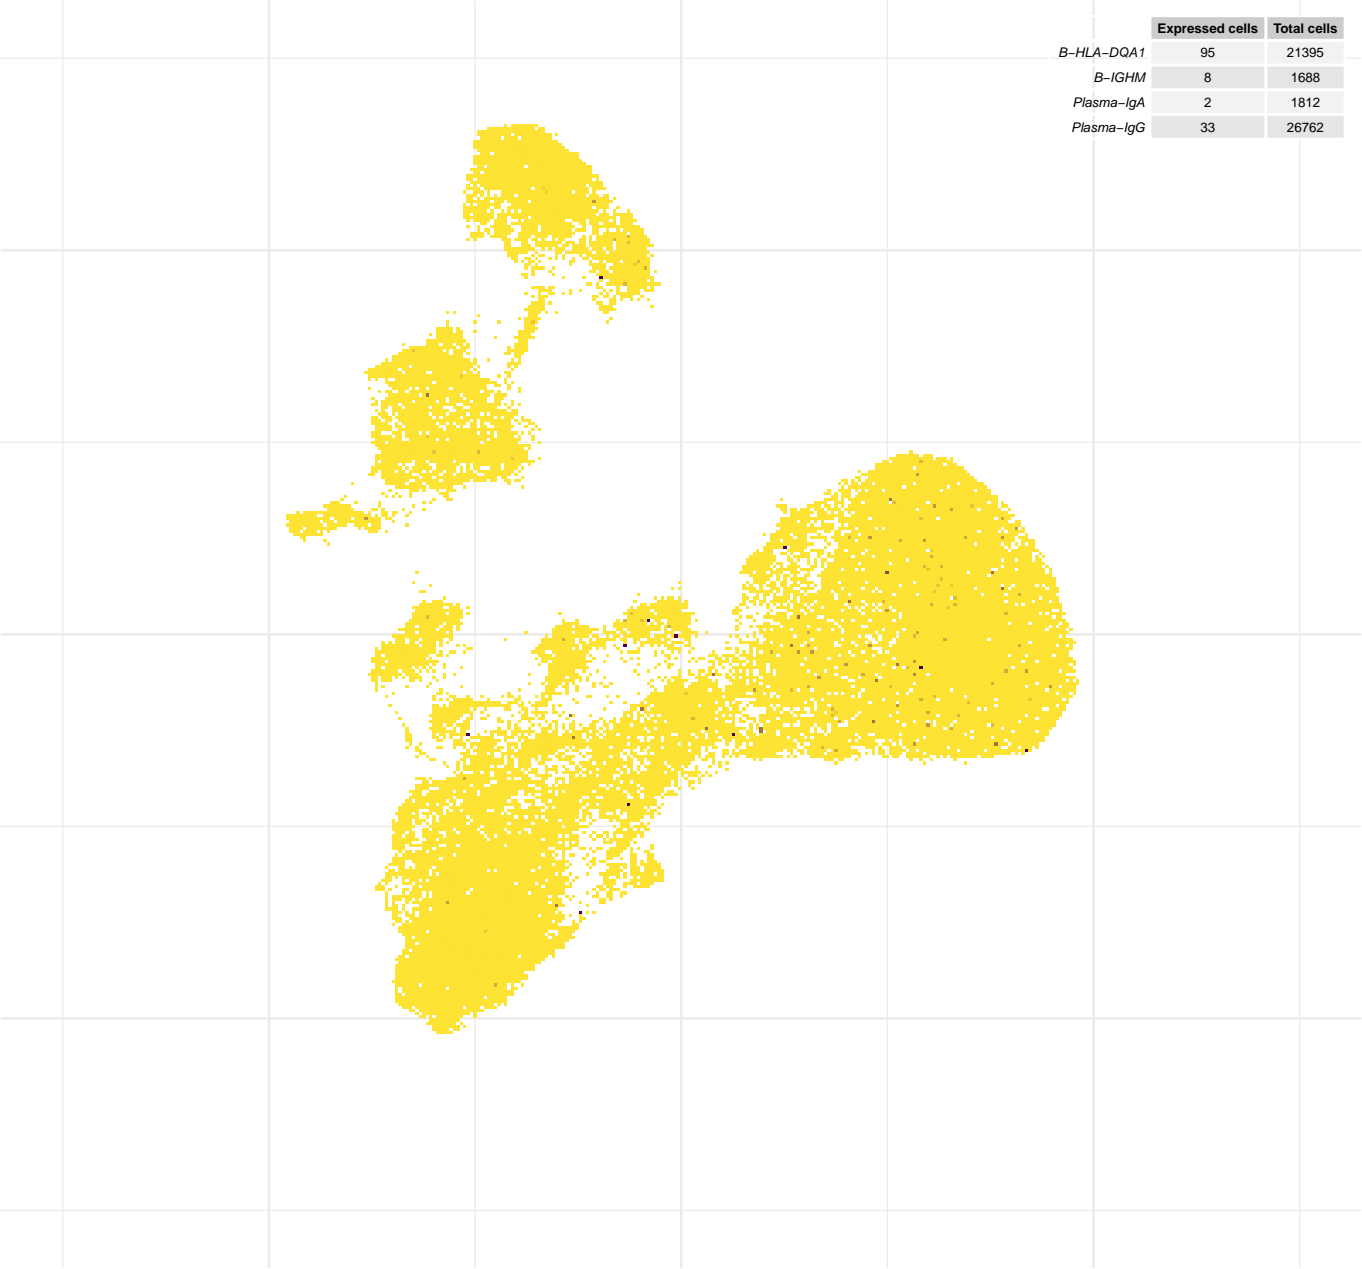 Expressed cells Total cells
B−HLA−DQA1 95 21395
B−IGHM 8 1688
Plasma−IgA 2 1812
Plasma−IgG 33 26762